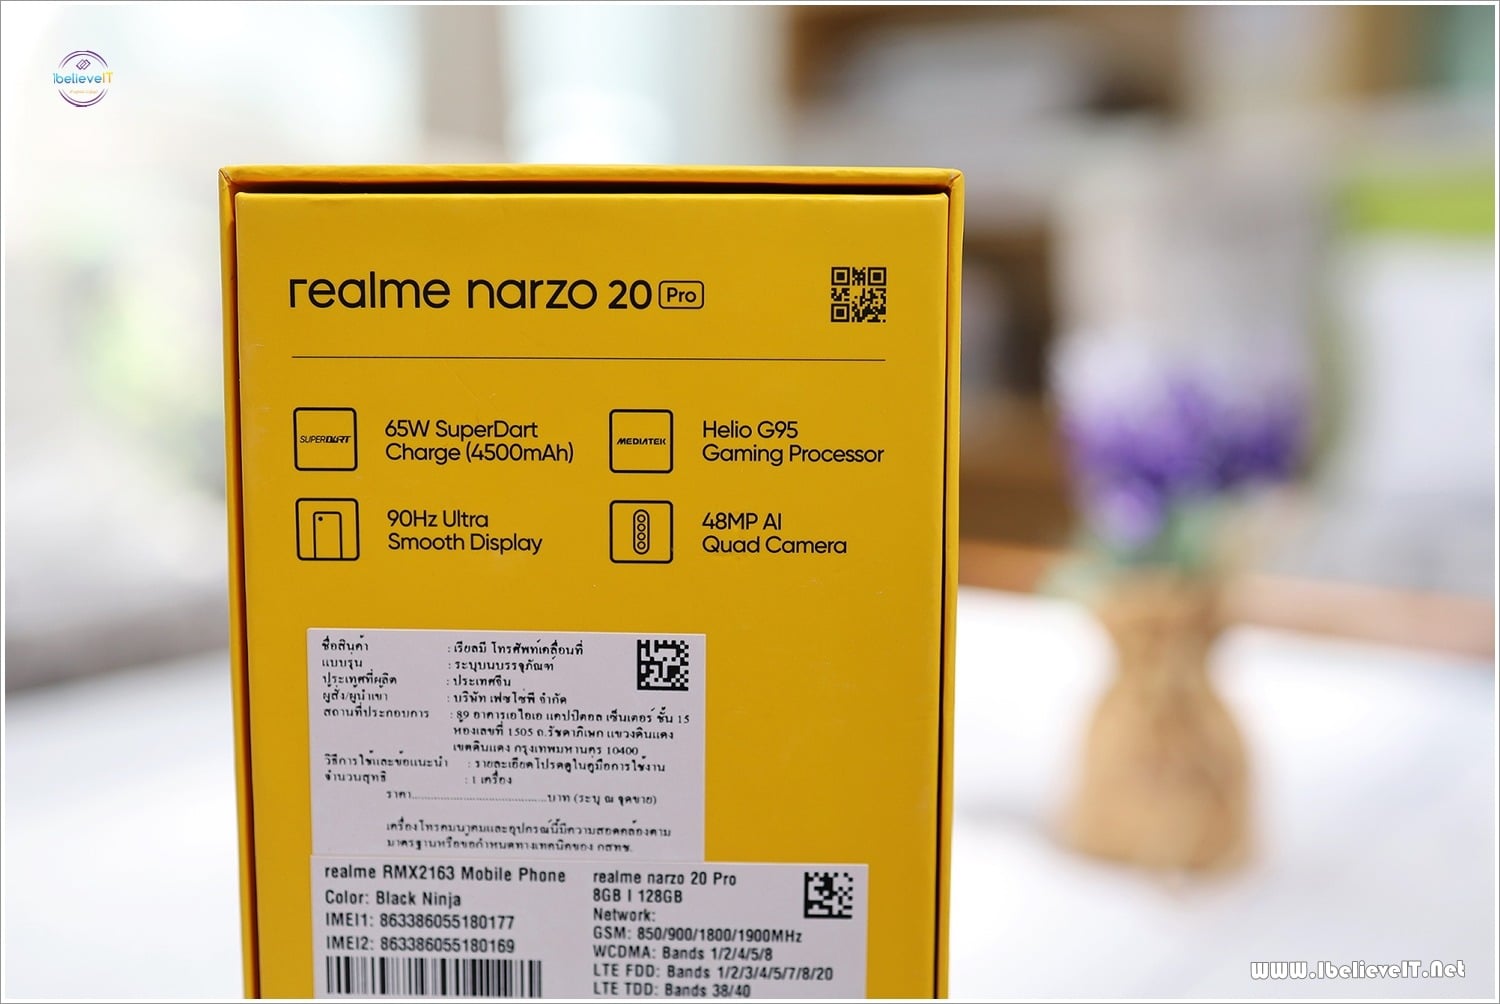 1believeIT
realme narzo 20 Pro
SUPERDART
65W SuperDart
Charge (4500mAh)
MEDIATEK
Helio G95
Gaming Processor
90Hz Ultra
Smooth Display
48MP AI
Quad Camera
ชื่อสินค้า : เรียลมี โทรศัพท์เคลื่อนที่
แบบรุ่น : ระบุบนบรรจุภัณฑ์
ประเทศที่ผลิต : ประเทศจีน
ผู้สั่ง/ผู้นำเข้า : บริษัท เฟซไซ่พี จำกัด
สถานที่ประกอบการ : 89 อาคารเอไอเอ แคปปิตอล เซ็นเตอร์ ชั้น 15
ห้องเลขที่ 1505 ถ.รัชดาภิเษก แขวงดินแดง
เขตดินแดง กรุงเทพมหานคร 10400
วิธีการใช้และข้อแนะนำ : รายละเอียดโปรดดูในคู่มือการใช้งาน
จำนวนสุทธิ : 1 เครื่อง
ราคา..............................บาท (ระบุ ณ จุดขาย)
เครื่องโทรคมนาคมและอุปกรณ์นี้มีความสอดคล้องตาม
มาตรฐานหรือข้อกำหนดทางเทคนิคของ กสทช.
realme RMX2163 Mobile Phone
Color: Black Ninja
IMEI1: 863386055180177
IMEI2: 863386055180169
realme narzo 20 Pro
8GB | 128GB
Network:
GSM: 850/900/1800/1900MHz
WCDMA: Bands 1/2/4/5/8
LTE FDD: Bands 1/2/3/4/5/7/8/20
LTE TDD: Bands 38/40
www.1believeIT.Net